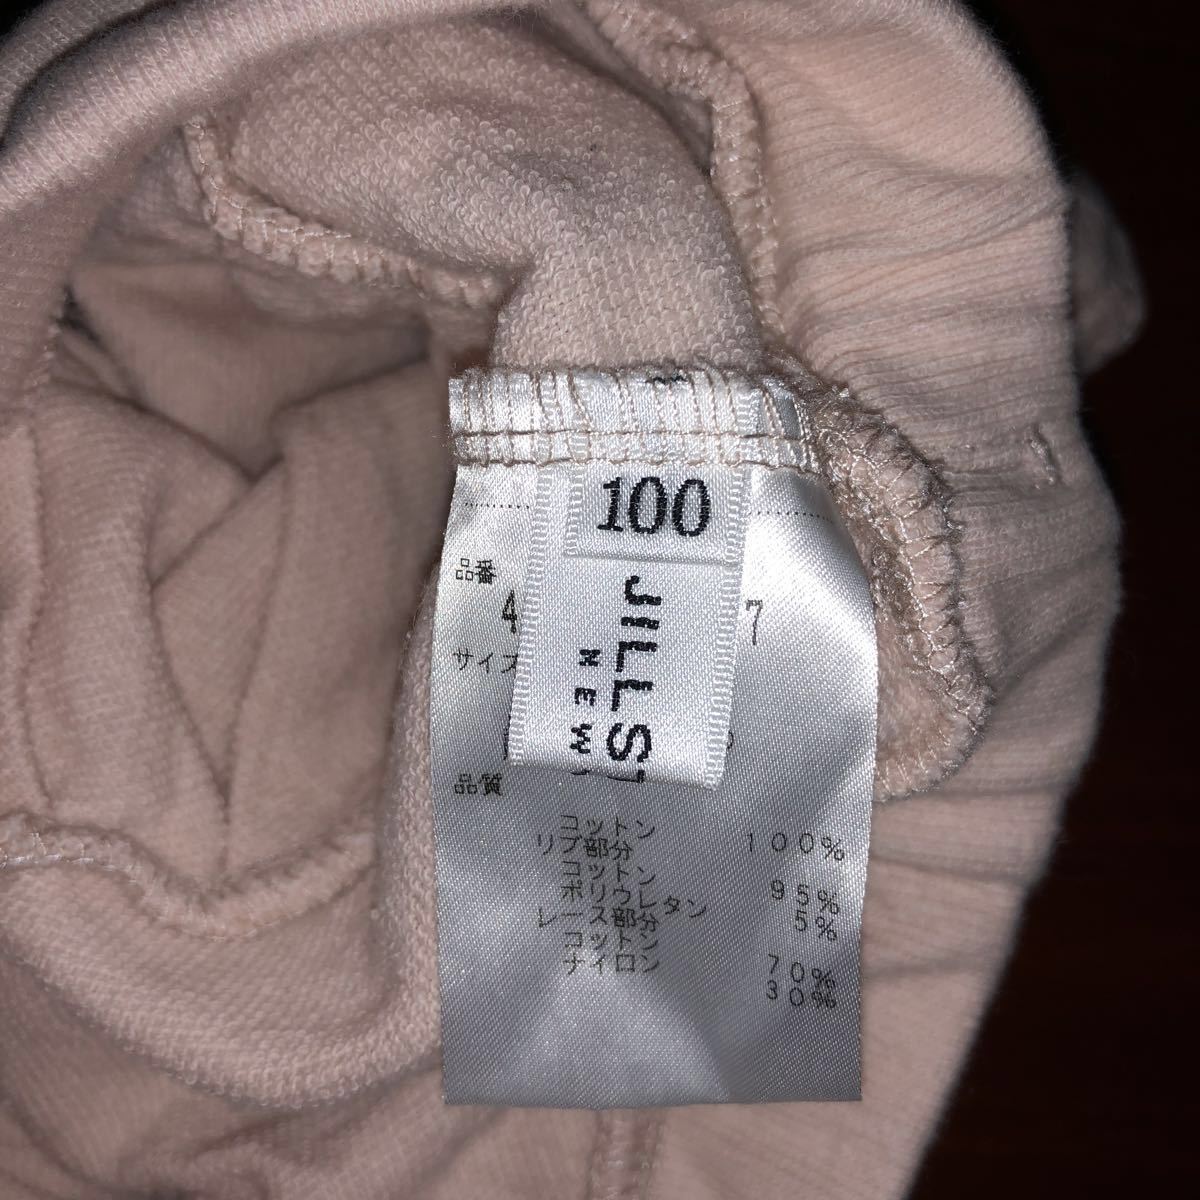 100
JILLS
NEW
品番
4 7
サイズ
品質
コットン 100%
リブ部分
コットン 95%
ポリウレタン 5%
レース部分
コットン 70%
ナイロン 30%